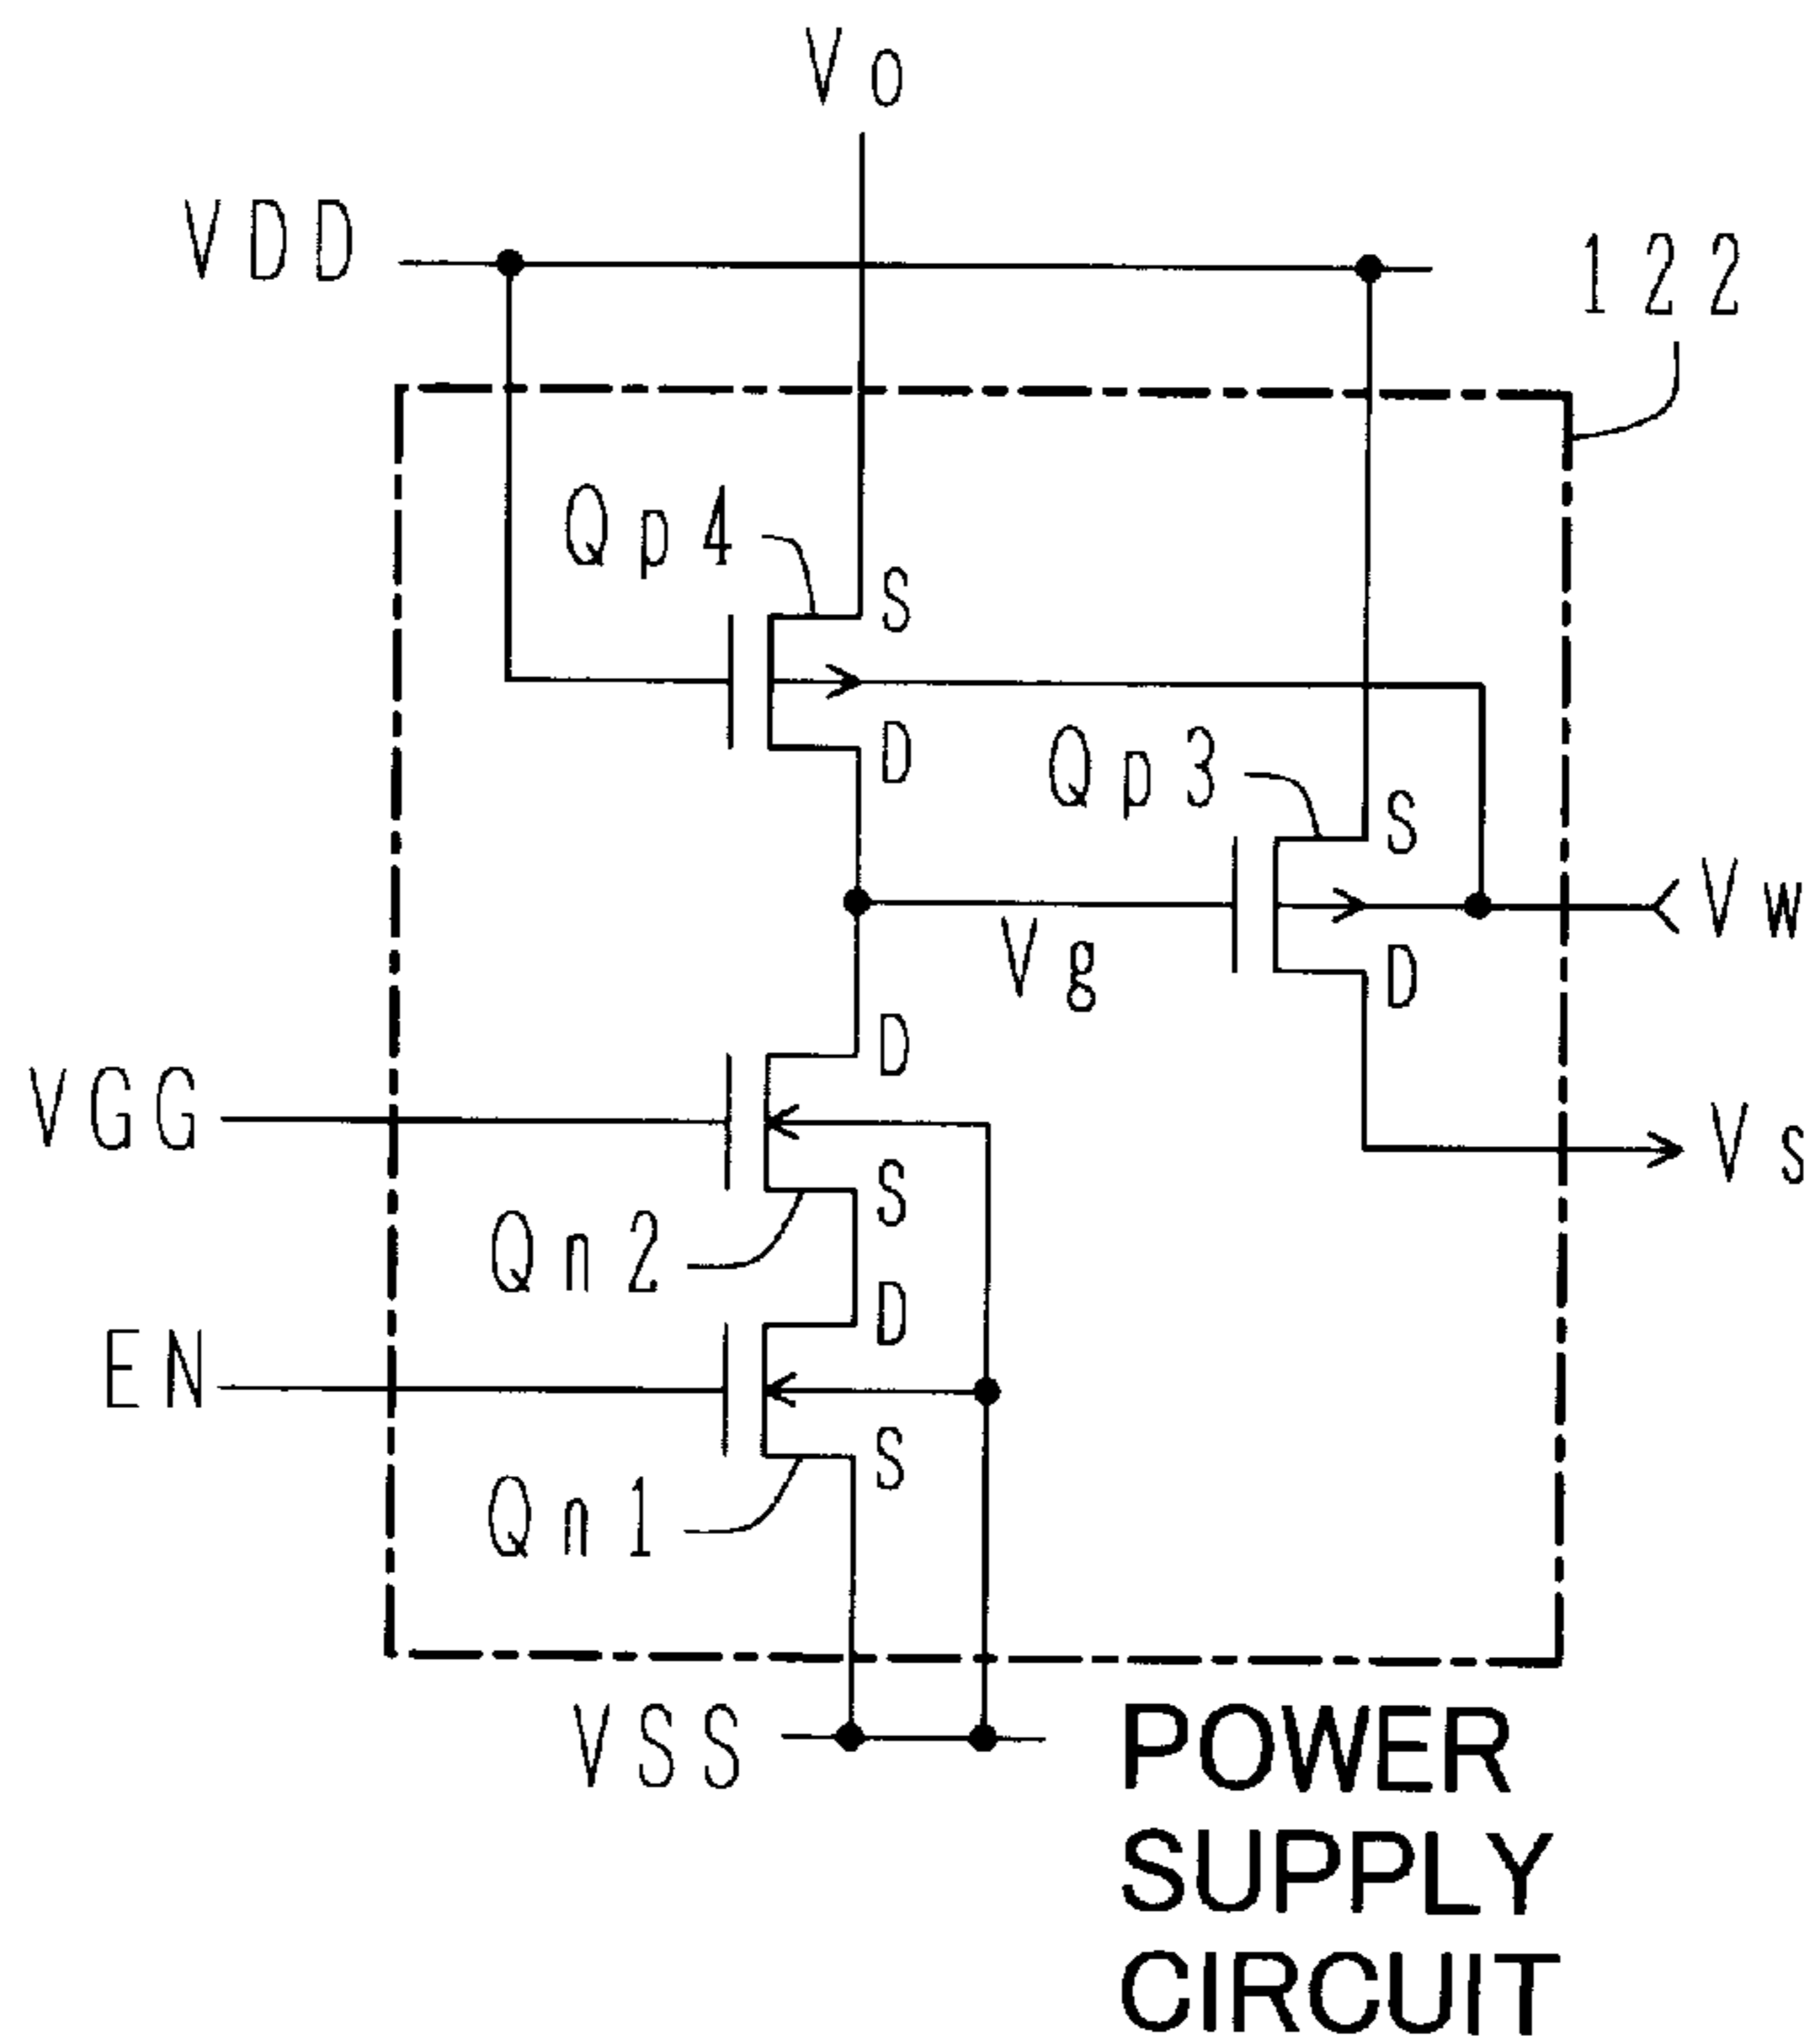 Vo
VDD
122
Qp4
S
D
Qp3
S
Vw
D
Vg
D
VGG
Vs
S
Qn2
D
EN
S
Qn1
VSS
POWER
SUPPLY
CIRCUIT